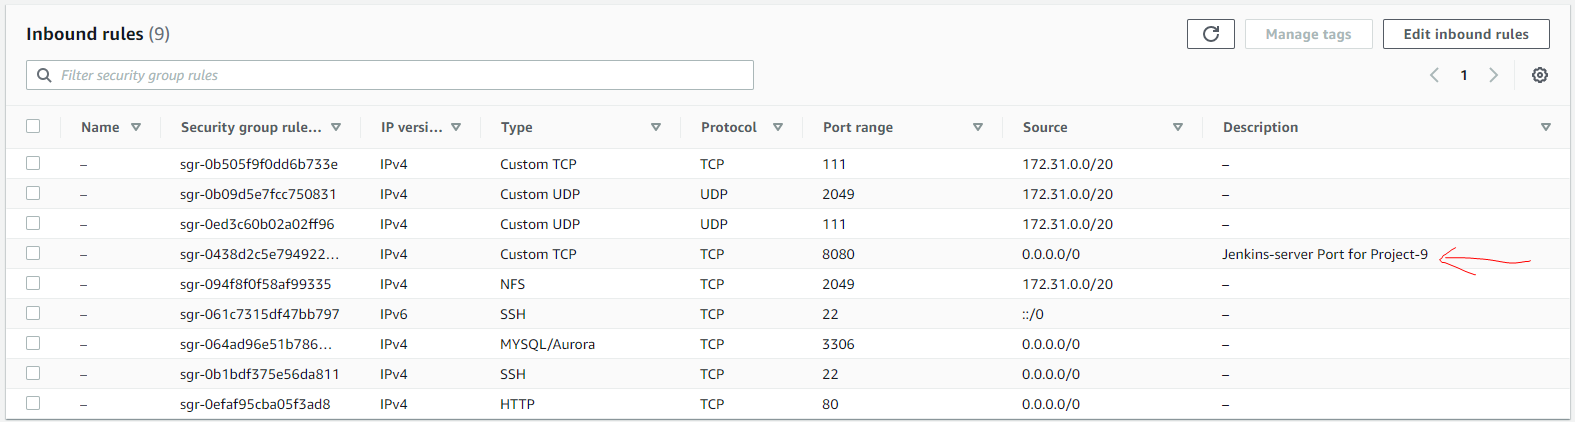 Inbound rules (9)
Manage tags
Edit inbound rules
Filter security group rules
1
Name Security group rule... IP versi... Type Protocol Port range Source Description
– sgr-0b505f9f0dd6b733e IPv4 Custom TCP TCP 111 172.31.0.0/20 –
– sgr-0b09d5e7fcc750831 IPv4 Custom UDP UDP 2049 172.31.0.0/20 –
– sgr-0ed3c60b02a02ff96 IPv4 Custom UDP UDP 111 172.31.0.0/20 –
– sgr-0438d2c5e794922... IPv4 Custom TCP TCP 8080 0.0.0.0/0 Jenkins-server Port for Project-9
– sgr-094f8f0f58af99335 IPv4 NFS TCP 2049 172.31.0.0/20 –
– sgr-061c7315df47bb797 IPv6 SSH TCP 22 ::/0 –
– sgr-064ad96e51b786... IPv4 MYSQL/Aurora TCP 3306 0.0.0.0/0 –
– sgr-0b1bdf375e56da811 IPv4 SSH TCP 22 0.0.0.0/0 –
– sgr-0efaf95cba05f3ad8 IPv4 HTTP TCP 80 0.0.0.0/0 –